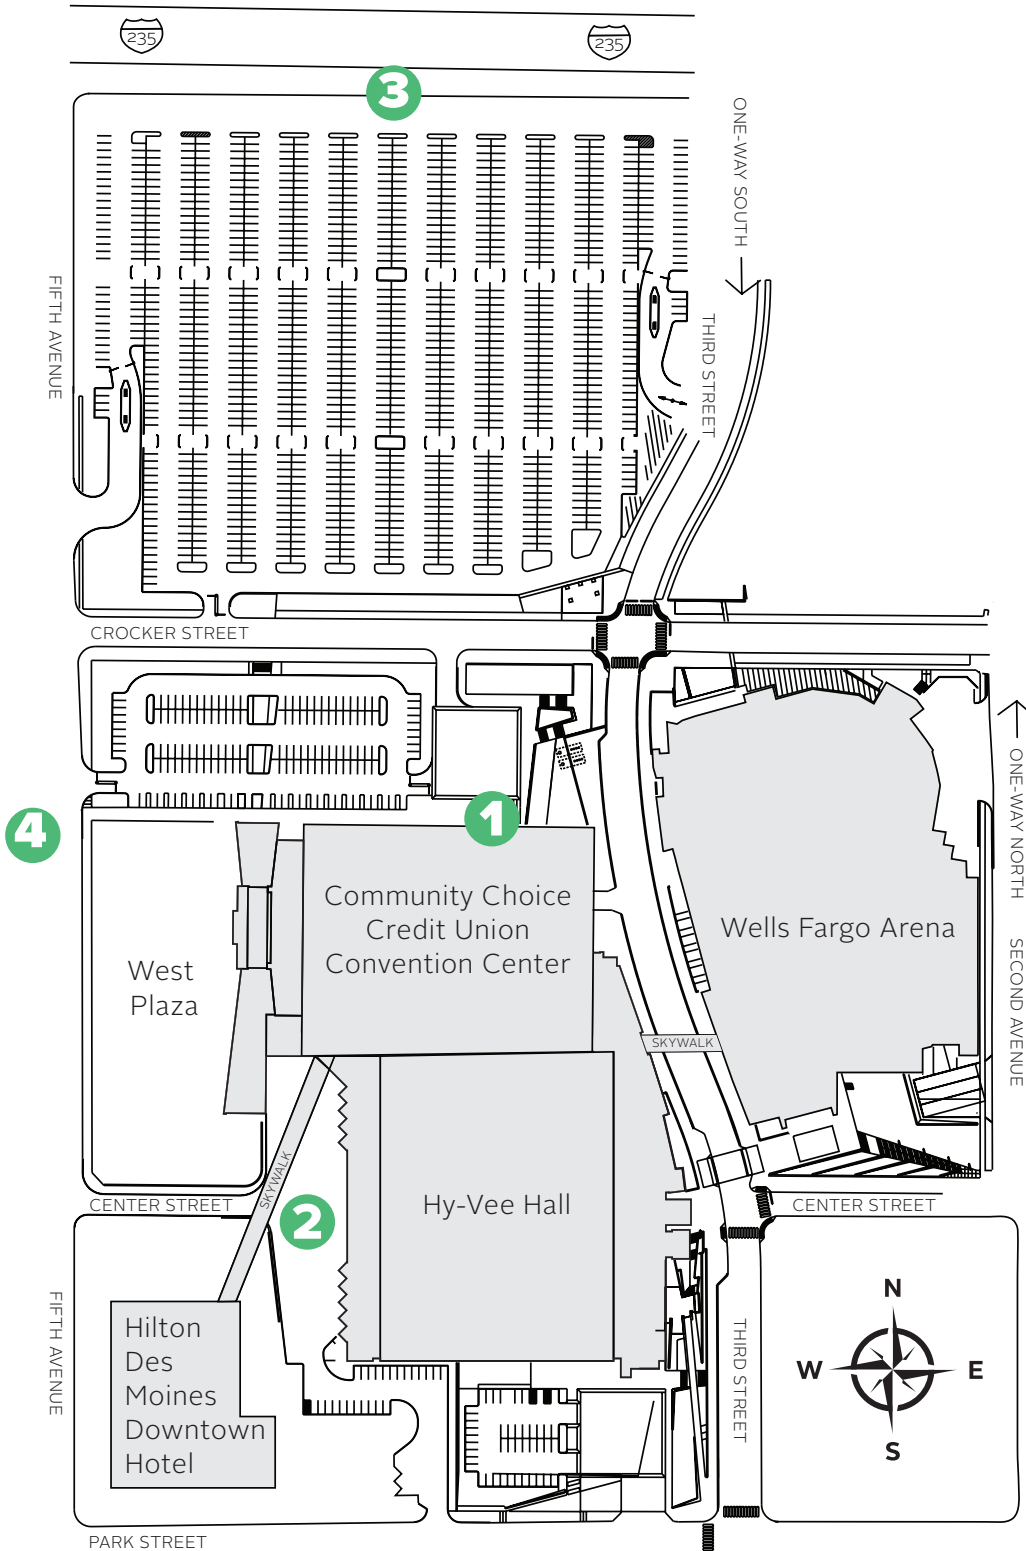 235
235
3
ONE-WAY SOUTH
FIFTH AVENUE
THIRD STREET
CROCKER STREET
ONE-WAY NORTH
4
1
Community Choice
Credit Union
Convention Center
Wells Fargo Arena
West
Plaza
SECOND AVENUE
SKYWALK
SKYWALK
CENTER STREET
2
Hy-Vee Hall
CENTER STREET
FIFTH AVENUE
Hilton
Des
Moines
Downtown
Hotel
THIRD STREET
N
W
E
S
PARK STREET